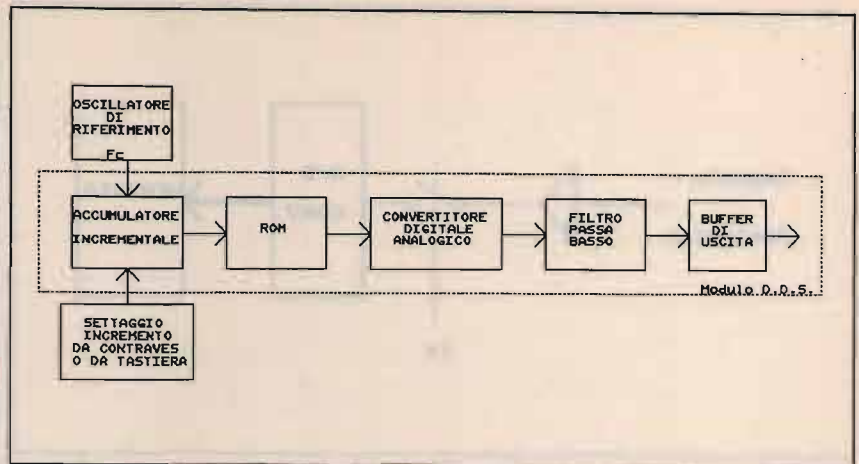 OSCILLATORE
DI
RIFERIMENTO
Fc
ACCUMULATORE
INCREMENTALE
ROM
CONVERTITORE
DIGITALE
ANALOGICO
FILTRO
PASSA
BASSO
BUFFER
DI
USCITA
Modulo D.D.S.
SETTAGGIO
INCREMENTO
DA CONTRAVES
O DA TASTIERA